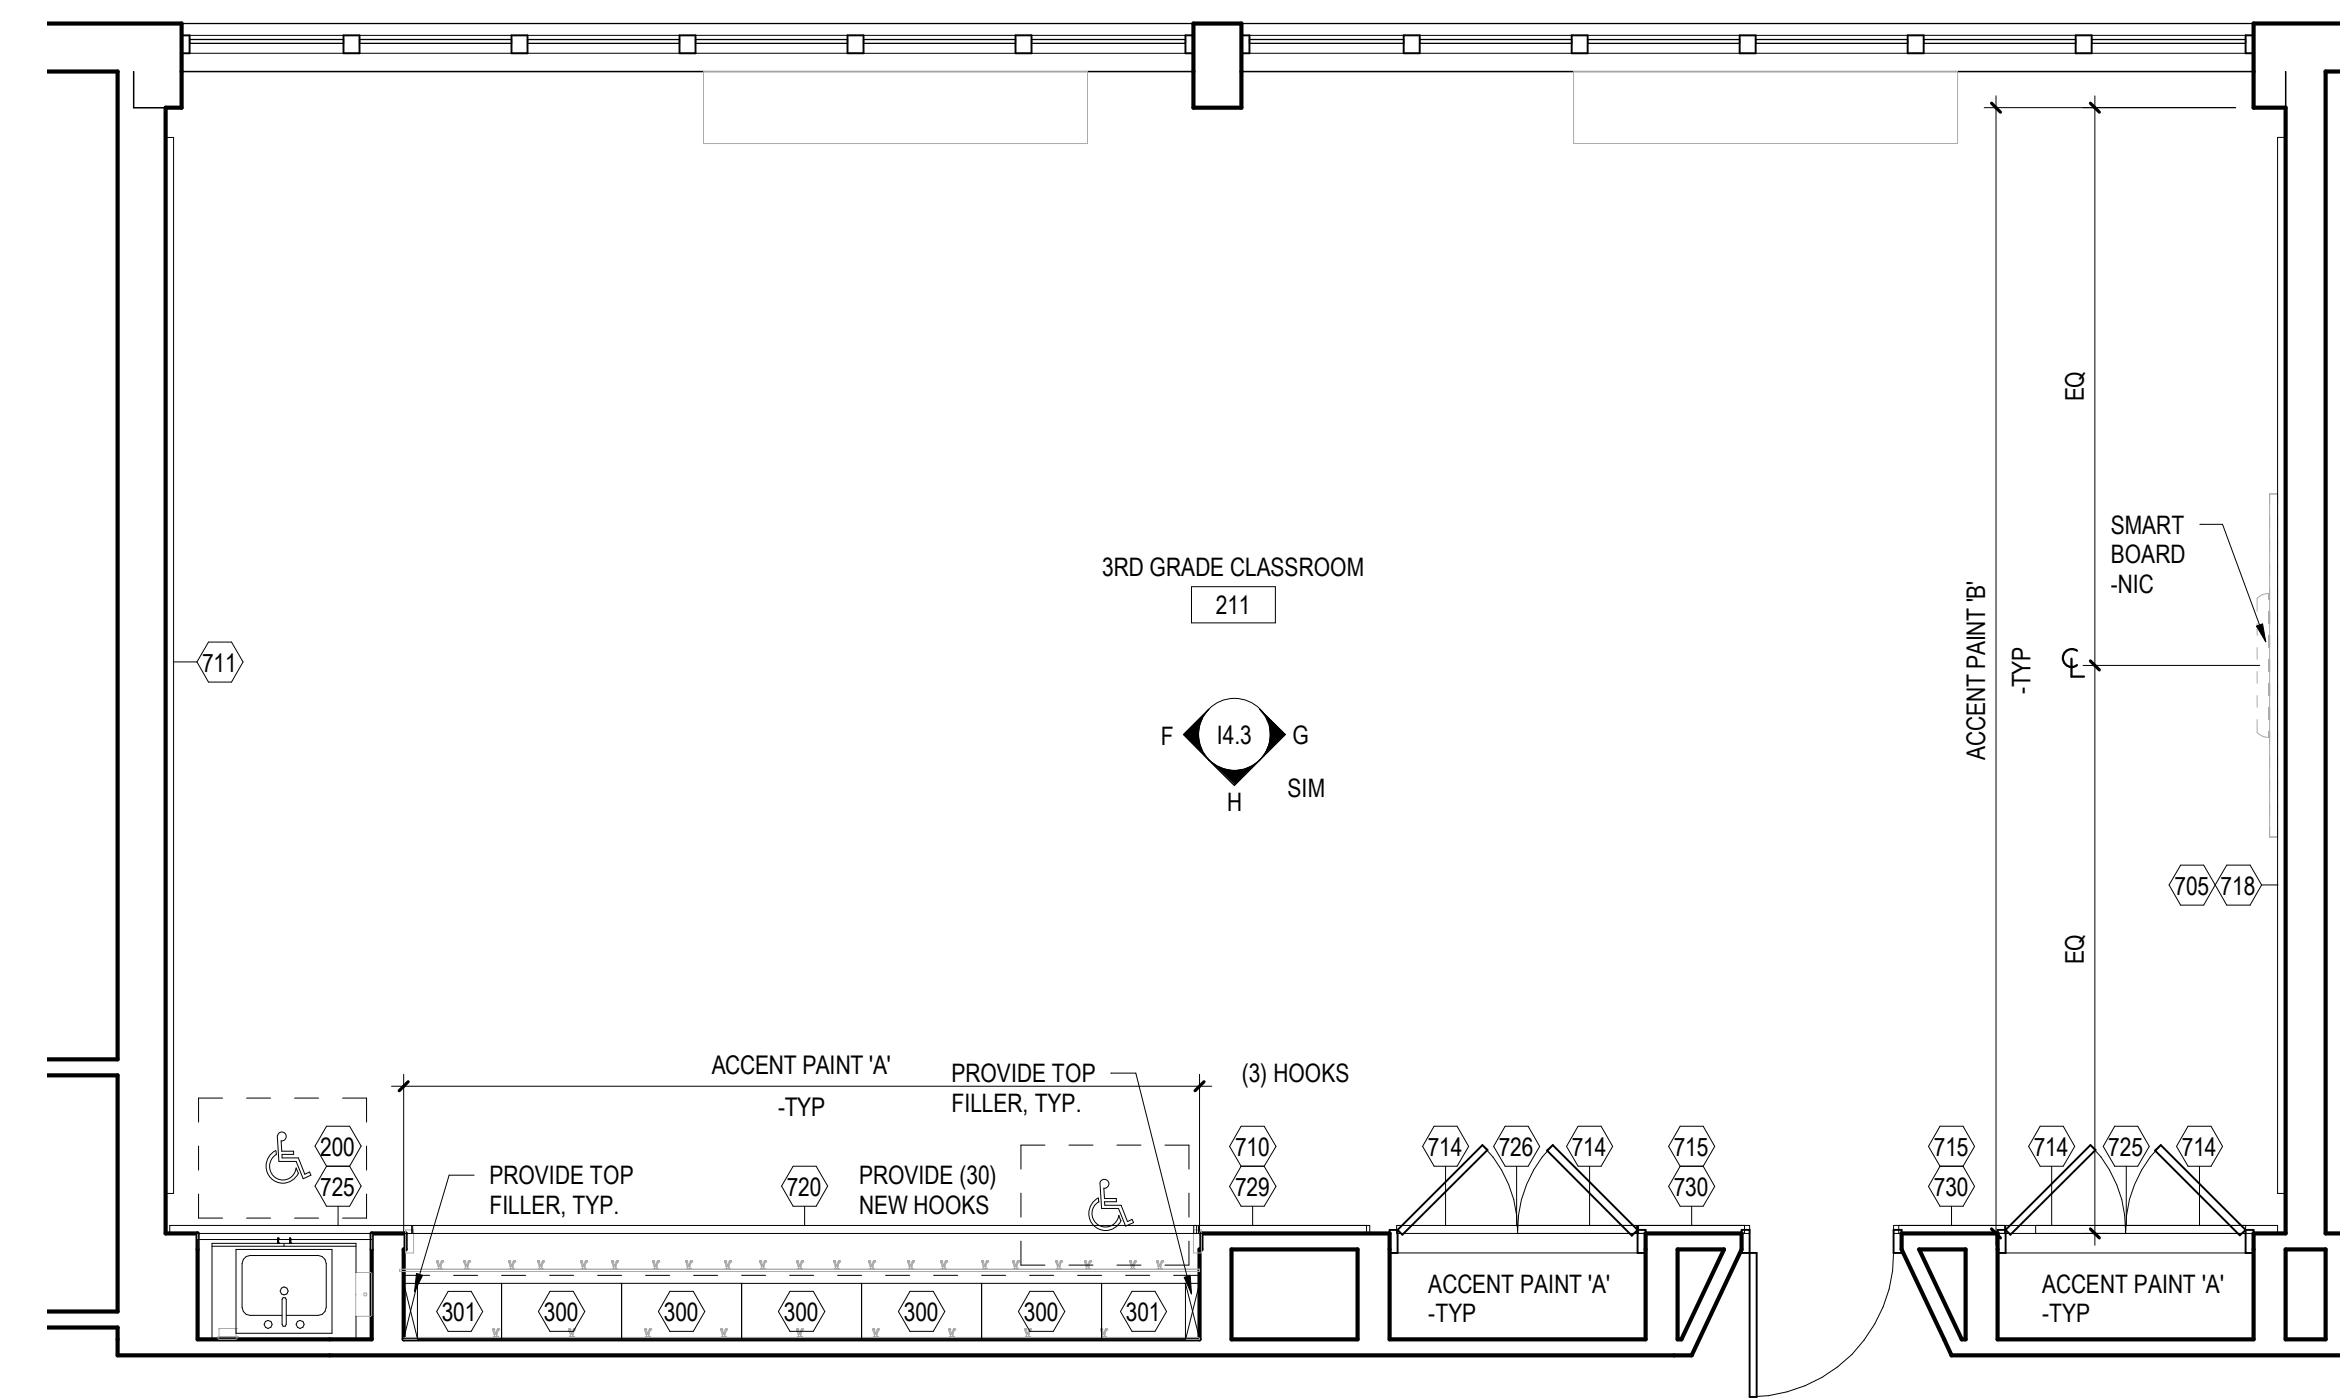 3RD GRADE CLASSROOM
211
SMART
BOARD
-NIC
ACCENT PAINT 'B'
-TYP
EQ
CL
EQ
711
F
I4.3
G
H
SIM
705
718
ACCENT PAINT 'A'
-TYP
PROVIDE TOP
FILLER, TYP.
(3) HOOKS
200
725
PROVIDE TOP
FILLER, TYP.
720
PROVIDE (30)
NEW HOOKS
710
729
714
726
714
715
730
715
730
714
725
714
301
300
300
300
300
300
301
ACCENT PAINT 'A'
-TYP
ACCENT PAINT 'A'
-TYP